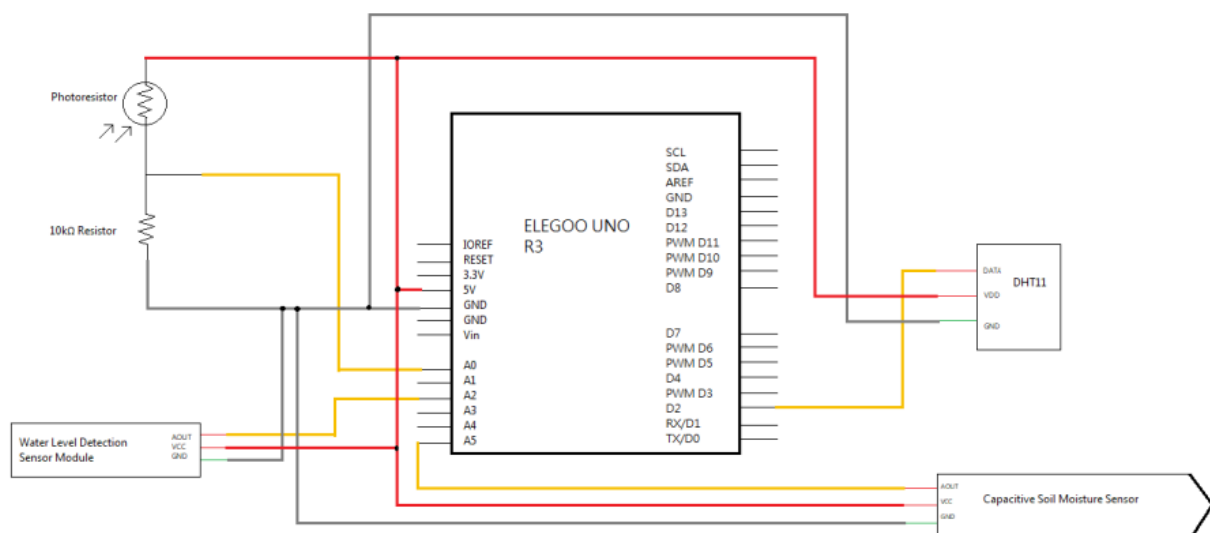 Photoresistor
10kΩ Resistor
ELEGOO UNO
R3
IOREF
RESET
3.3V
5V
GND
GND
Vin
A0
A1
A2
A3
A4
A5
SCL
SDA
AREF
GND
D13
D12
PWM D11
PWM D10
PWM D9
D8
D7
PWM D6
PWM D5
D4
PWM D3
D2
RX/D1
TX/D0
DATA
VDD
GND
DHT11
Water Level Detection
Sensor Module
AOUT
VCC
GND
AOUT
VCC
GND
Capacitive Soil Moisture Sensor